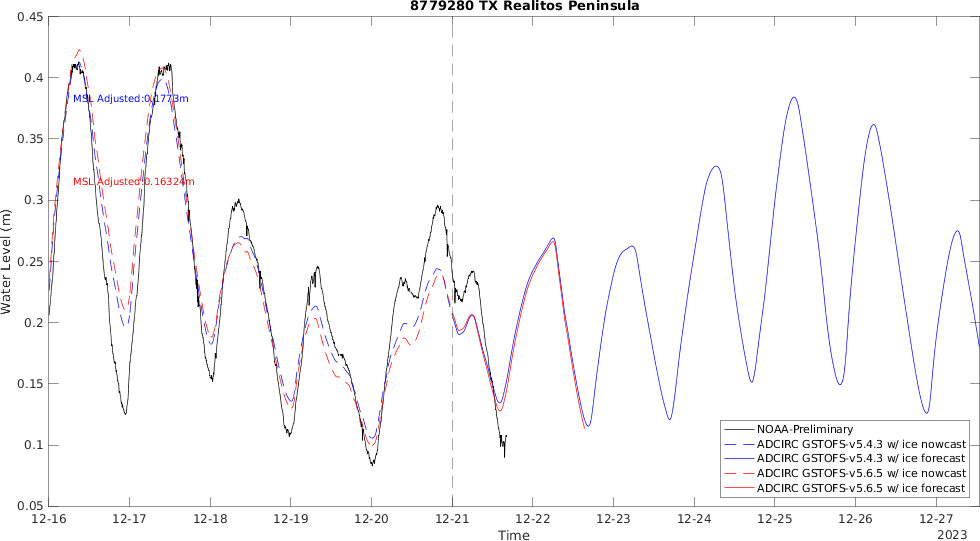 8779280 TX Realitos Peninsula
0.45
0.4
0.35
0.3
0.25
0.2
0.15
0.1
0.05
Water Level (m)
MSL Adjusted:0.1773m
MSL Adjusted:0.16324m
NOAA-Preliminary
ADCIRC GSTOFS-v5.4.3 w/ ice nowcast
ADCIRC GSTOFS-v5.4.3 w/ ice forecast
ADCIRC GSTOFS-v5.6.5 w/ ice nowcast
ADCIRC GSTOFS-v5.6.5 w/ ice forecast
12-16 12-17 12-18 12-19 12-20 12-21 12-22 12-23 12-24 12-25 12-26 12-27
Time
2023